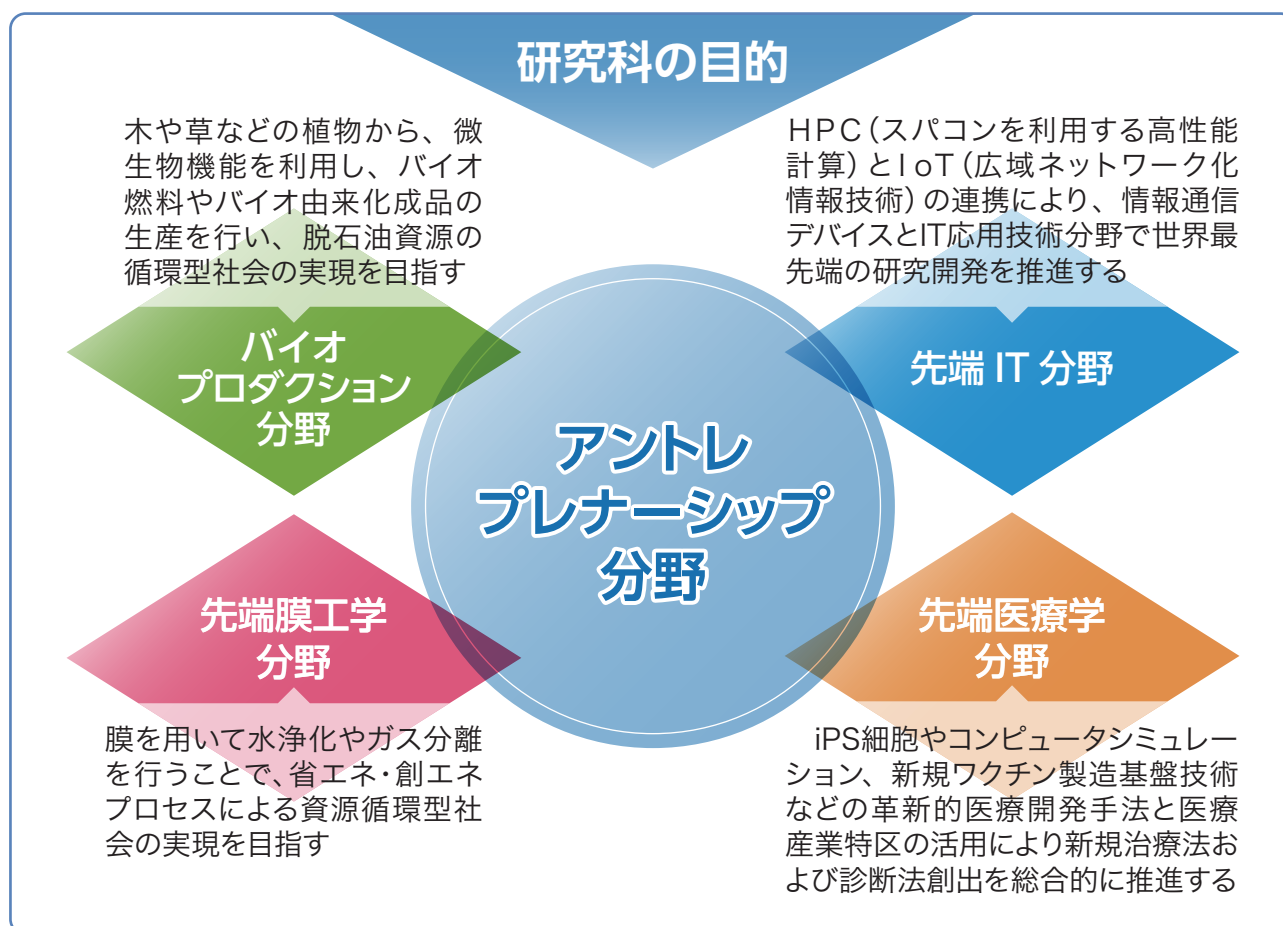 研究科の目的
木や草などの植物から、微
生物機能を利用し、バイオ
燃料やバイオ由来化成品の
生産を行い、脱石油資源の
循環型社会の実現を目指す
バイオ
プロダクション
分野
HPC(スパコンを利用する高性能
計算)とIoT(広域ネットワーク化
情報技術)の連携により、情報通信
デバイスとIT応用技術分野で世界最
先端の研究開発を推進する
先端 IT 分野
アントレ
プレナーシップ
分野
先端膜工学
分野
膜を用いて水浄化やガス分離
を行うことで、省エネ・創エネ
プロセスによる資源循環型社
会の実現を目指す
先端医療学
分野
iPS細胞やコンピュータシミュレー
ション、新規ワクチン製造基盤技術
などの革新的医療開発手法と医療
産業特区の活用により新規治療法お
よび診断法創出を総合的に推進する